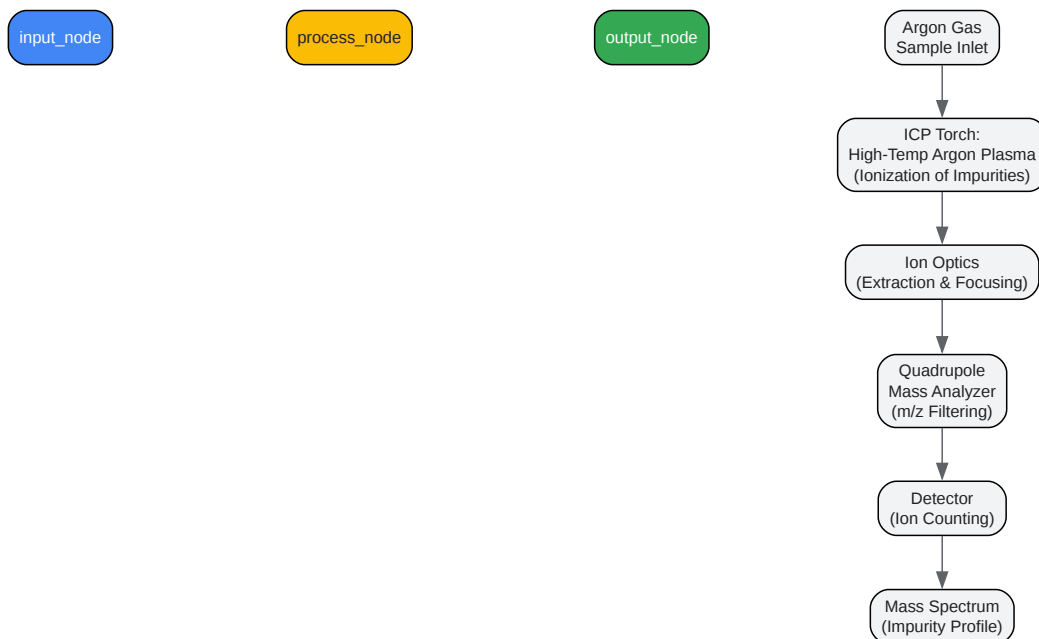 input_node
process_node
output_node
Argon Gas
Sample Inlet
ICP Torch:
High-Temp Argon Plasma
(Ionization of Impurities)
Ion Optics
(Extraction & Focusing)
Quadrupole
Mass Analyzer
(m/z Filtering)
Detector
(Ion Counting)
Mass Spectrum
(Impurity Profile)